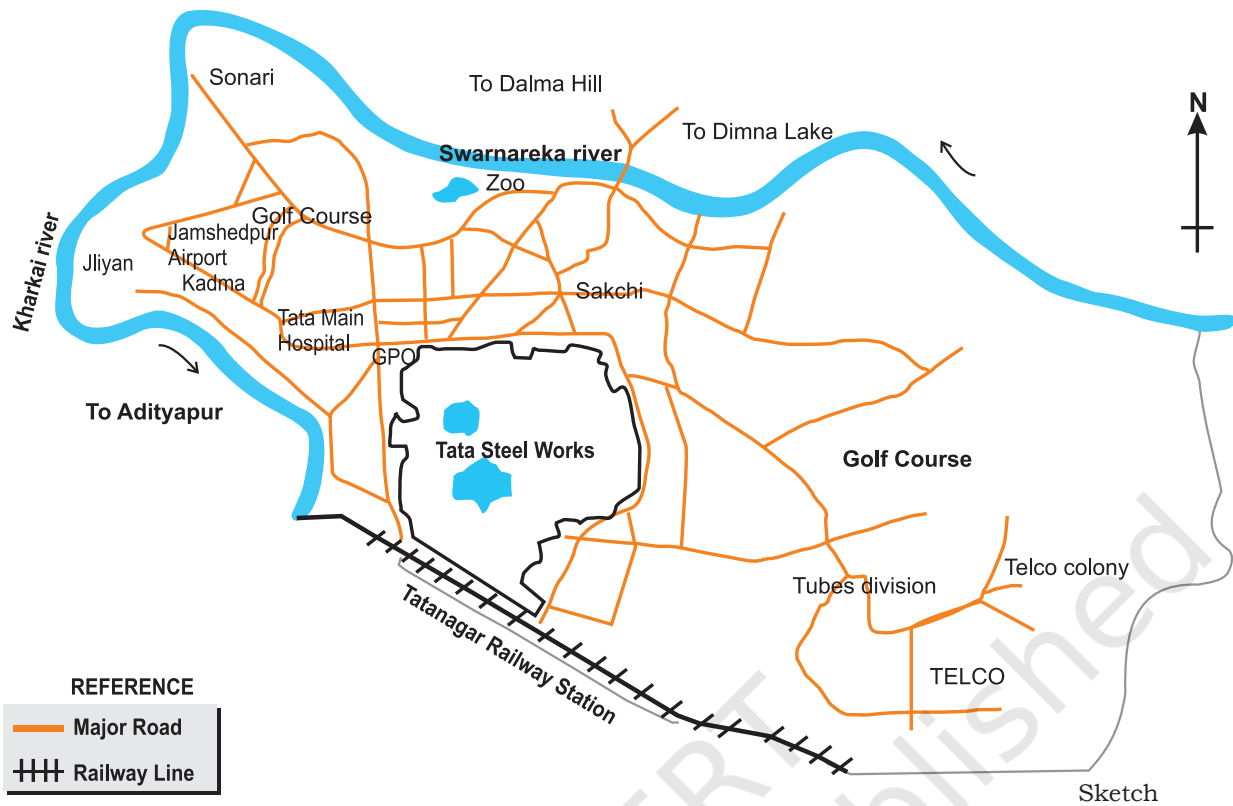 Sonari
To Dalma Hill
N
To Dimna Lake
Swarnareka river
Zoo
Golf Course
Jamshedpur
Airport
Kadma
Jliyan
Kharkai river
Sakchi
Tata Main
Hospital
GPO
To Adityapur
Tata Steel Works
Golf Course
Telco colony
Tubes division
TELCO
Tatanagar Railway Station
REFERENCE
Major Road
Railway Line
Sketch